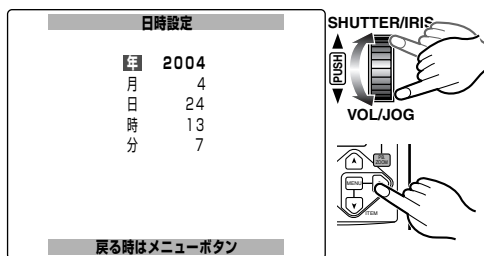 日時設定
年 2004
月 4
日 24
時 13
分 7
戻る時はメニューボタン
SHUTTER/IRIS
PUSH
VOL/JOG
ZOOM
MENU
ITEM